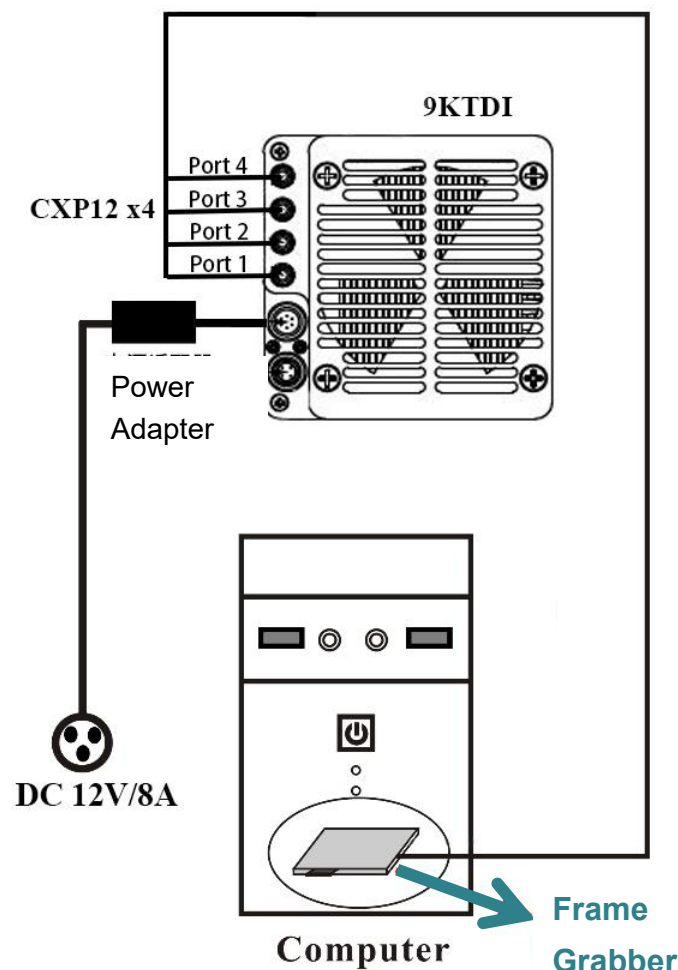 9KTDI
Port 4
Port 3
CXP12 x4
Port 2
Port 1
Power
Adapter
DC 12V/8A
Frame
Grabber
Computer